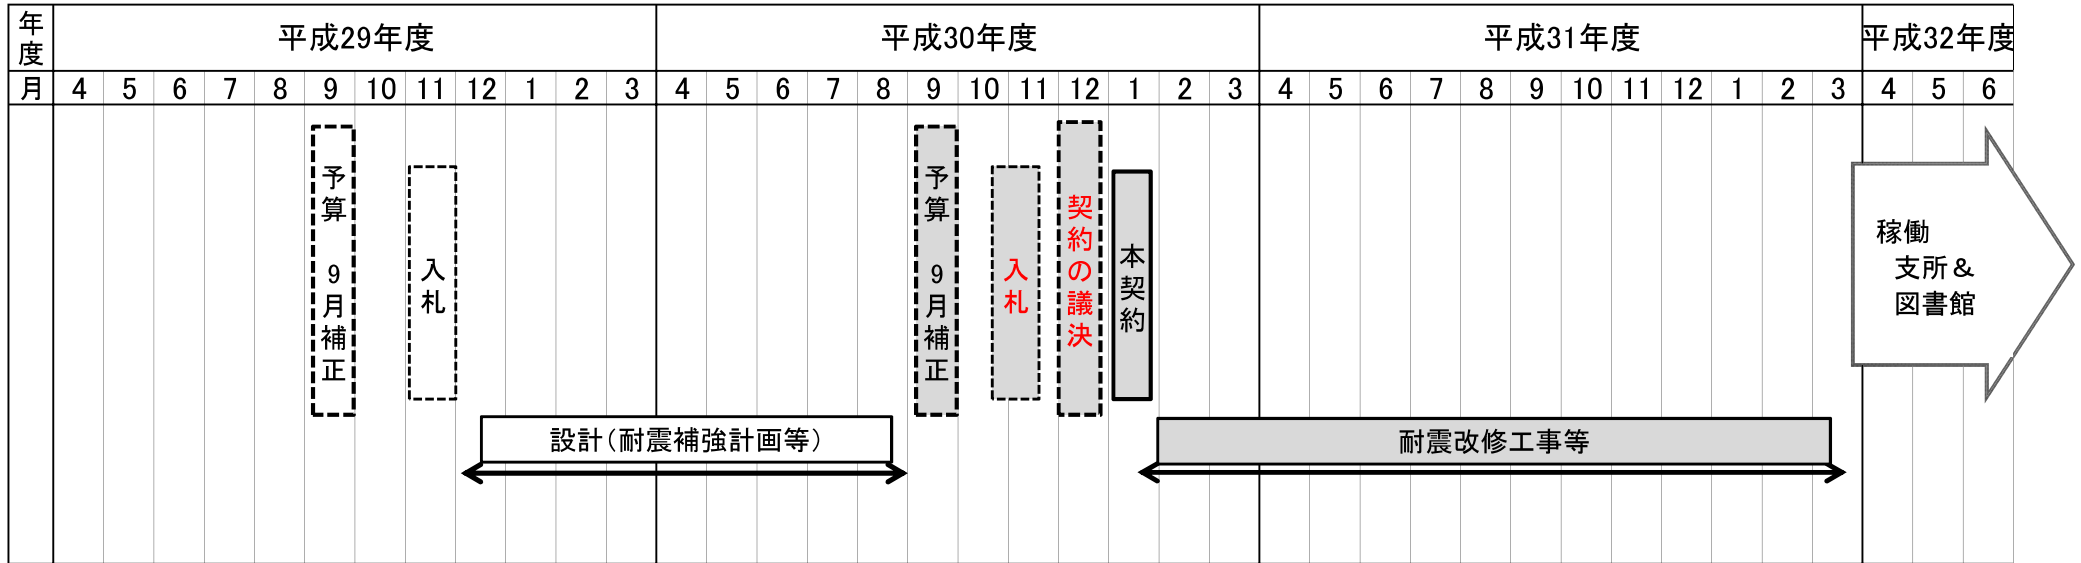 年度 平成29年度 平成30年度 平成31年度 平成32年度
月 4 5 6 7 8 9 10 11 12 1 2 3 4 5 6 7 8 9 10 11 12 1 2 3 4 5 6 7 8 9 10 11 12 1 2 3 4 5 6
予算 9月補正
入札
予算 9月補正
入札
契約の議決
本契約
稼働
支所&
図書館
設計(耐震補強計画等)
耐震改修工事等